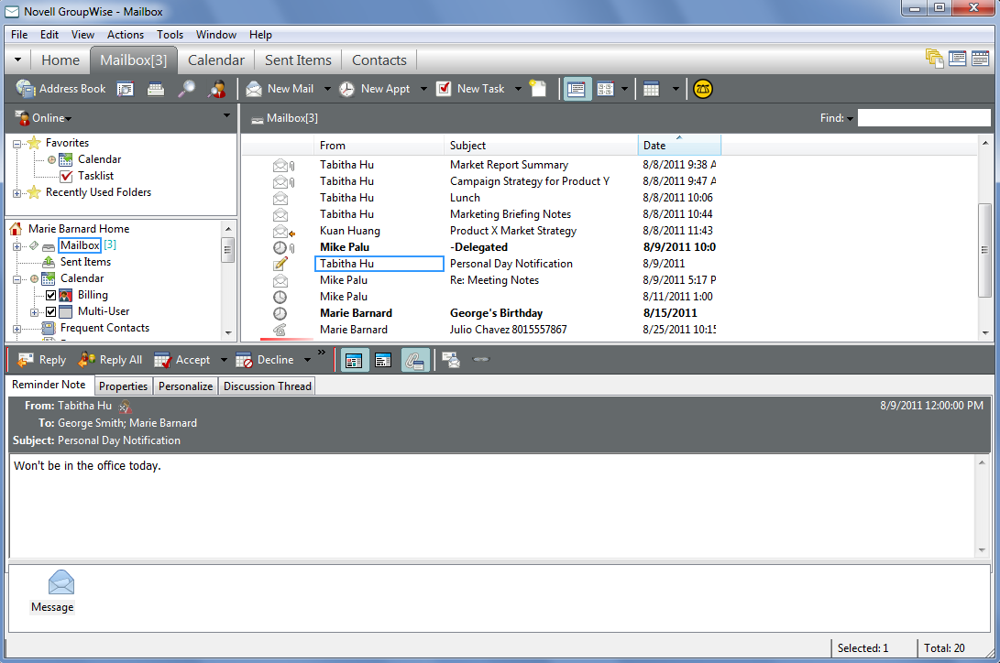 Novell GroupWise - Mailbox
File Edit View Actions Tools Window Help
Home Mailbox[3] Calendar Sent Items Contacts
Address Book New Mail New Appt New Task
Online
Mailbox[3] Find:
Favorites
Calendar
Tasklist
Recently Used Folders
Marie Barnard Home
Mailbox [3]
Sent Items
Calendar
Billing
Multi-User
Frequent Contacts
From Subject Date
Tabitha Hu Market Report Summary 8/8/2011 9:38 A
Tabitha Hu Campaign Strategy for Product Y 8/8/2011 9:47 A
Tabitha Hu Lunch 8/8/2011 10:06
Tabitha Hu Marketing Briefing Notes 8/8/2011 10:44
Kuan Huang Product X Market Strategy 8/8/2011 11:43
Mike Palu -Delegated 8/9/2011 10:0
Tabitha Hu Personal Day Notification 8/9/2011
Mike Palu Re: Meeting Notes 8/9/2011 5:17 P
Mike Palu 8/11/2011 1:00
Marie Barnard George's Birthday 8/15/2011
Marie Barnard Julio Chavez 8015557867 8/25/2011 10:15
Reply Reply All Accept Decline
Reminder Note Properties Personalize Discussion Thread
From: Tabitha Hu 8/9/2011 12:00:00 PM
To: George Smith; Marie Barnard
Subject: Personal Day Notification
Won't be in the office today.
Message
Selected: 1 Total: 20